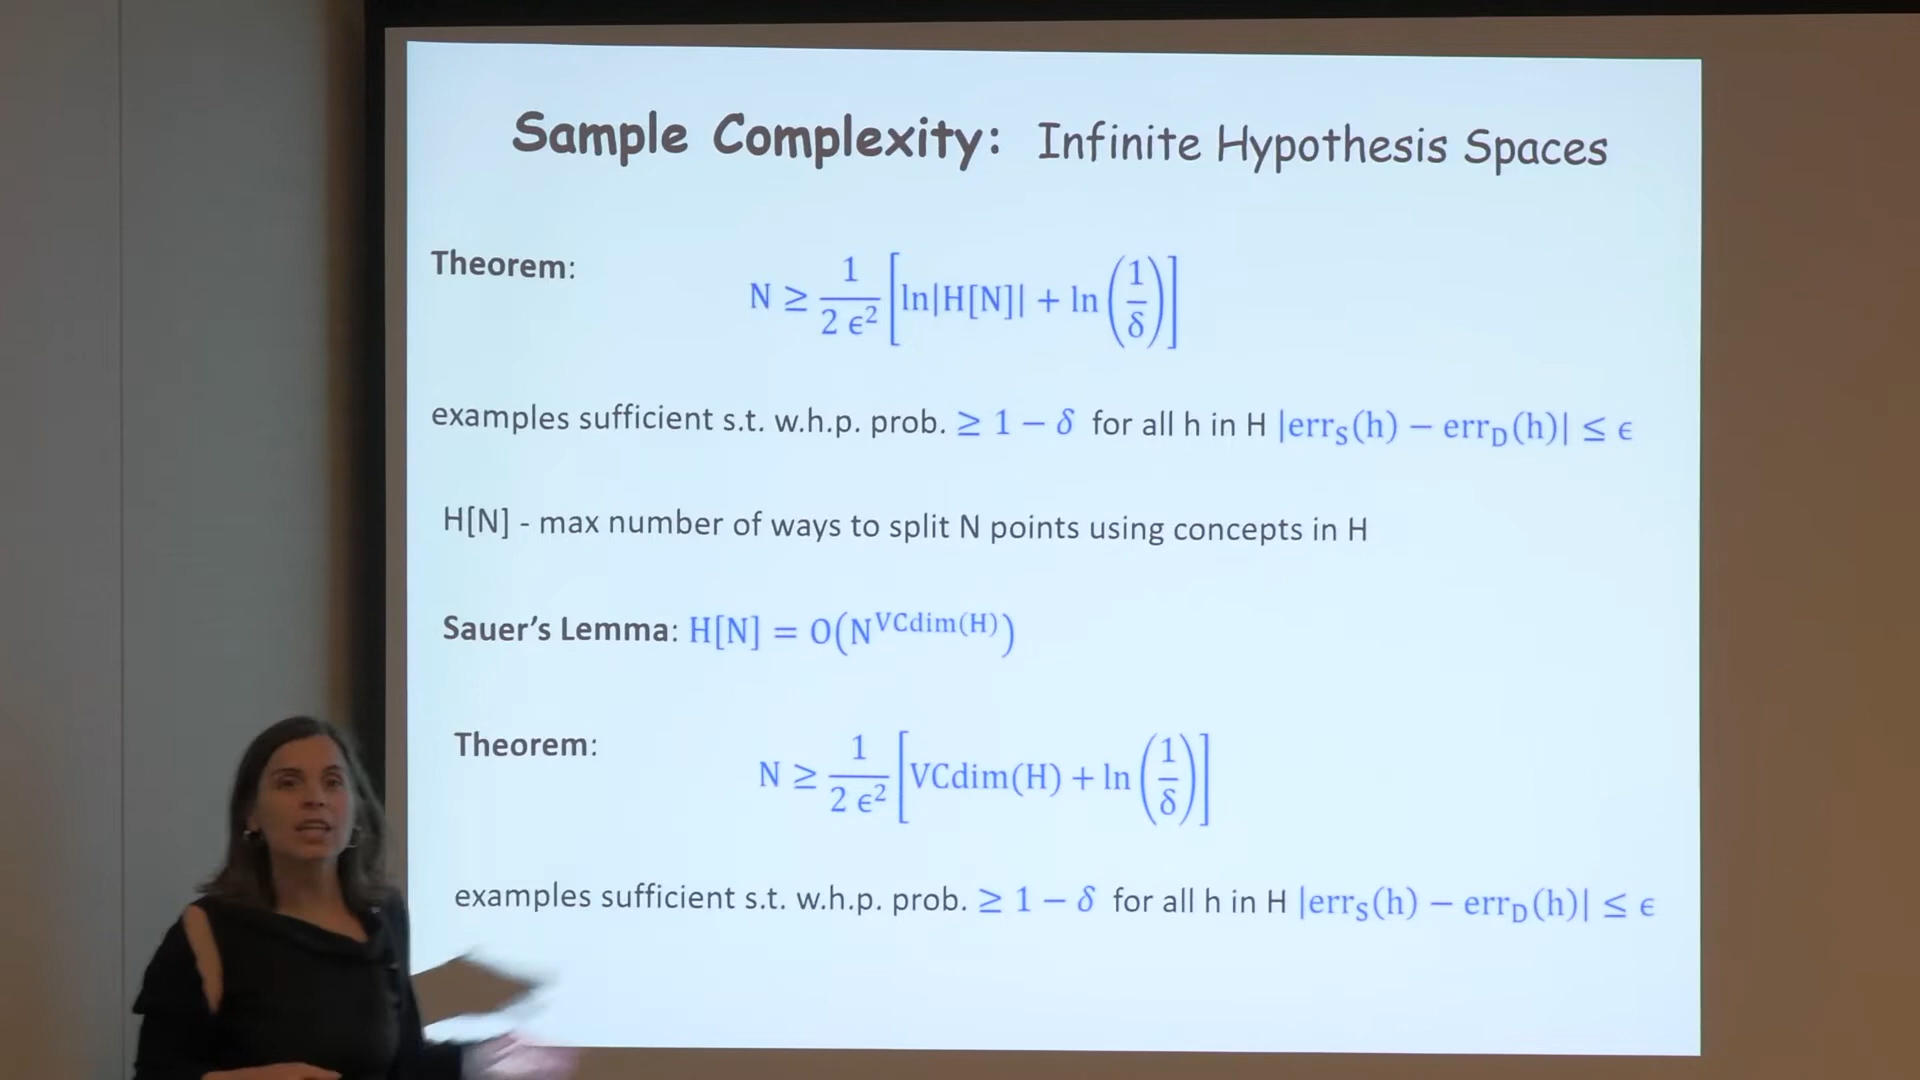 Sample Complexity: Infinite Hypothesis Spaces
Theorem: N ≥ 1/(2 ϵ²) [ln|H[N]| + ln(1/δ)]
examples sufficient s.t. w.h.p. prob. ≥ 1 − δ for all h in H |err_S(h) − err_D(h)| ≤ ϵ
H[N] - max number of ways to split N points using concepts in H
Sauer's Lemma: H[N] = O(N^VCdim(H))
Theorem: N ≥ 1/(2 ϵ²) [VCdim(H) + ln(1/δ)]
examples sufficient s.t. w.h.p. prob. ≥ 1 − δ for all h in H |err_S(h) − err_D(h)| ≤ ϵ